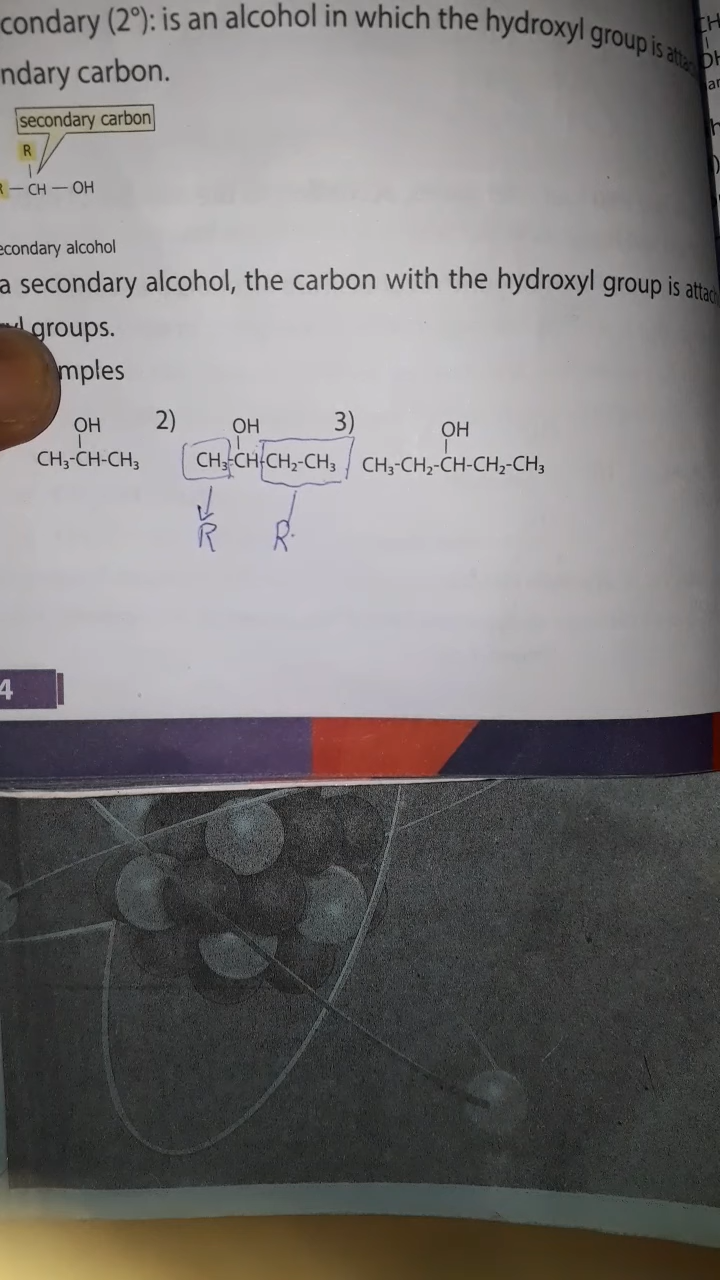 condary (2°): is an alcohol in which the hydroxyl group is
ndary carbon.
secondary carbon
R
CH — OH
econdary alcohol
a secondary alcohol, the carbon with the hydroxyl group is attac
groups.
mples
OH 2) OH 3) OH
CH₃-CH-CH₃ CH₃-CH-CH₂-CH₃ CH₃-CH₂-CH-CH₂-CH₃
R R
4